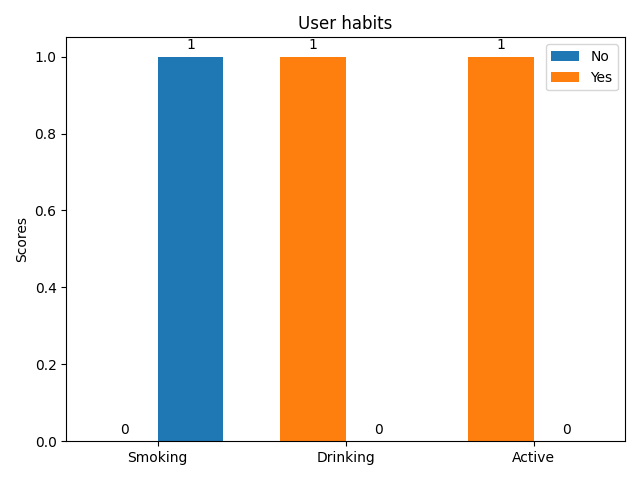 User habits
Scores
1.0
0.8
0.6
0.4
0.2
0.0
0
1
1
0
1
0
Smoking
Drinking
Active
No
Yes